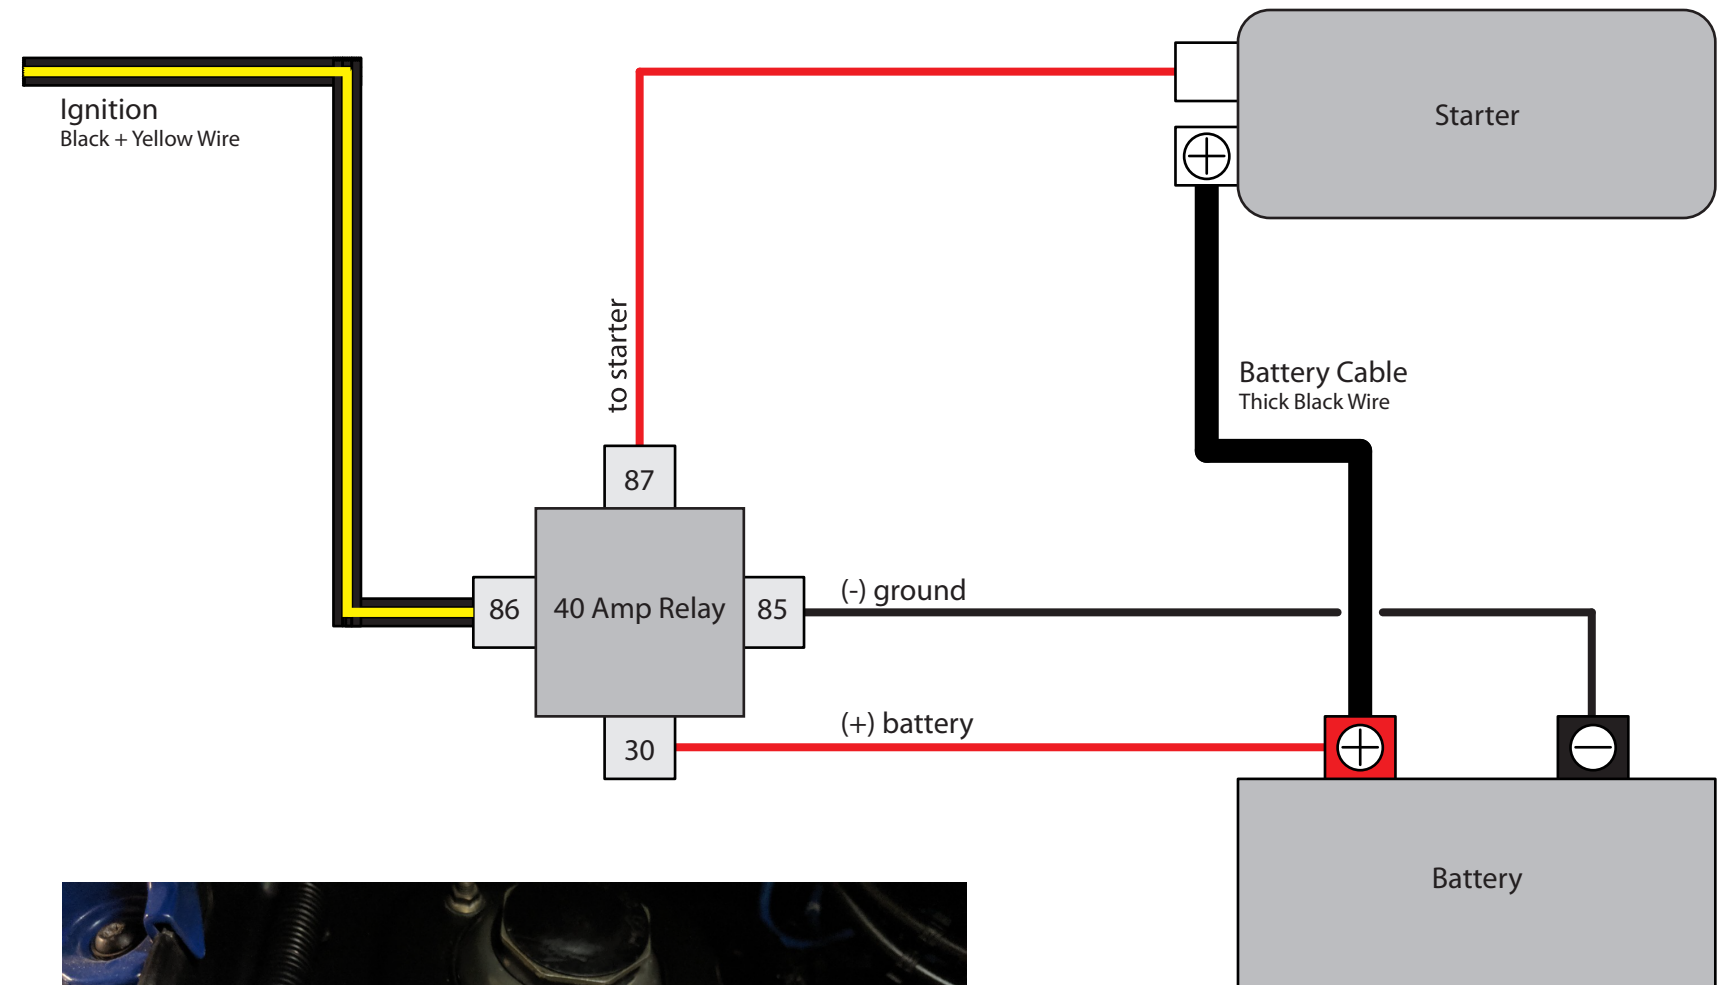 Ignition
Black + Yellow Wire
Starter
to starter
Battery Cable
Thick Black Wire
87
86
40 Amp Relay
85
(-) ground
30
(+) battery
Battery